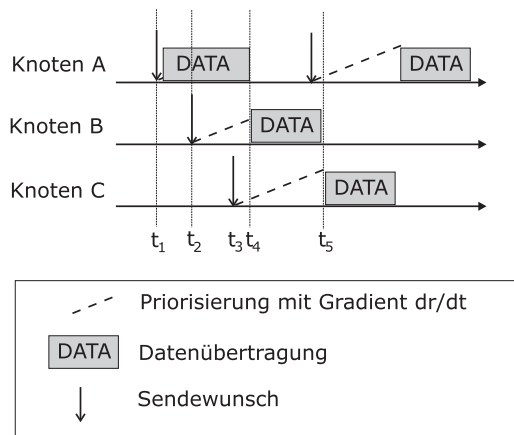 Knoten A DATA DATA
Knoten B DATA
Knoten C DATA
t1 t2 t3 t4 t5
Priorisierung mit Gradient dr/dt
DATA Datenübertragung
Sendewunsch